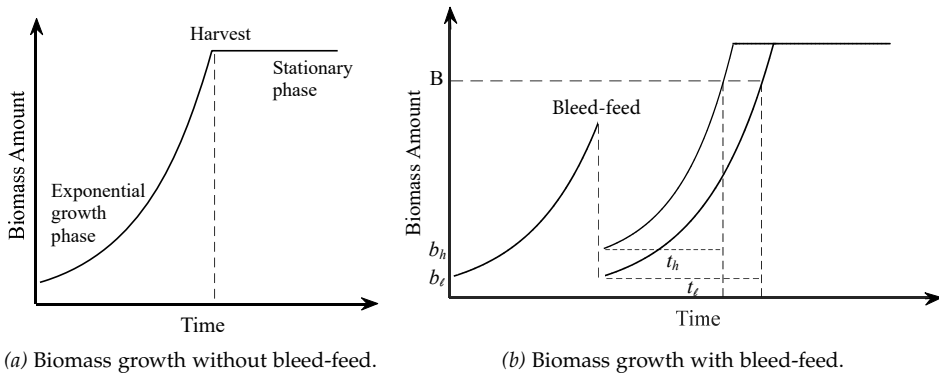 Biomass Amount
Harvest
Stationary
phase
Exponential
growth
phase
Time
(a) Biomass growth without bleed-feed.
Biomass Amount
B
Bleed-feed
b_h
b_ℓ
t_h
t_ℓ
Time
(b) Biomass growth with bleed-feed.